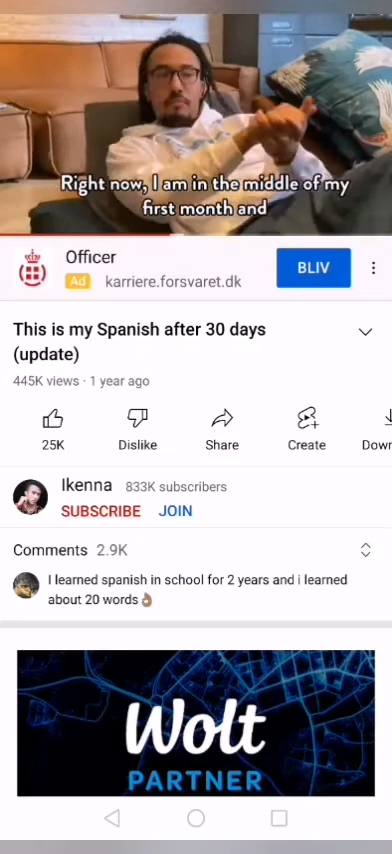 Right now, I am in the middle of my
first month and
Officer
Ad karriere.forsvaret.dk
BLIV
This is my Spanish after 30 days
(update)
445K views · 1 year ago
25K
Dislike
Share
Create
Down
Ikenna 833K subscribers
SUBSCRIBE JOIN
Comments 2.9K
I learned spanish in school for 2 years and i learned
about 20 words👌🏽
Wolt
PARTNER